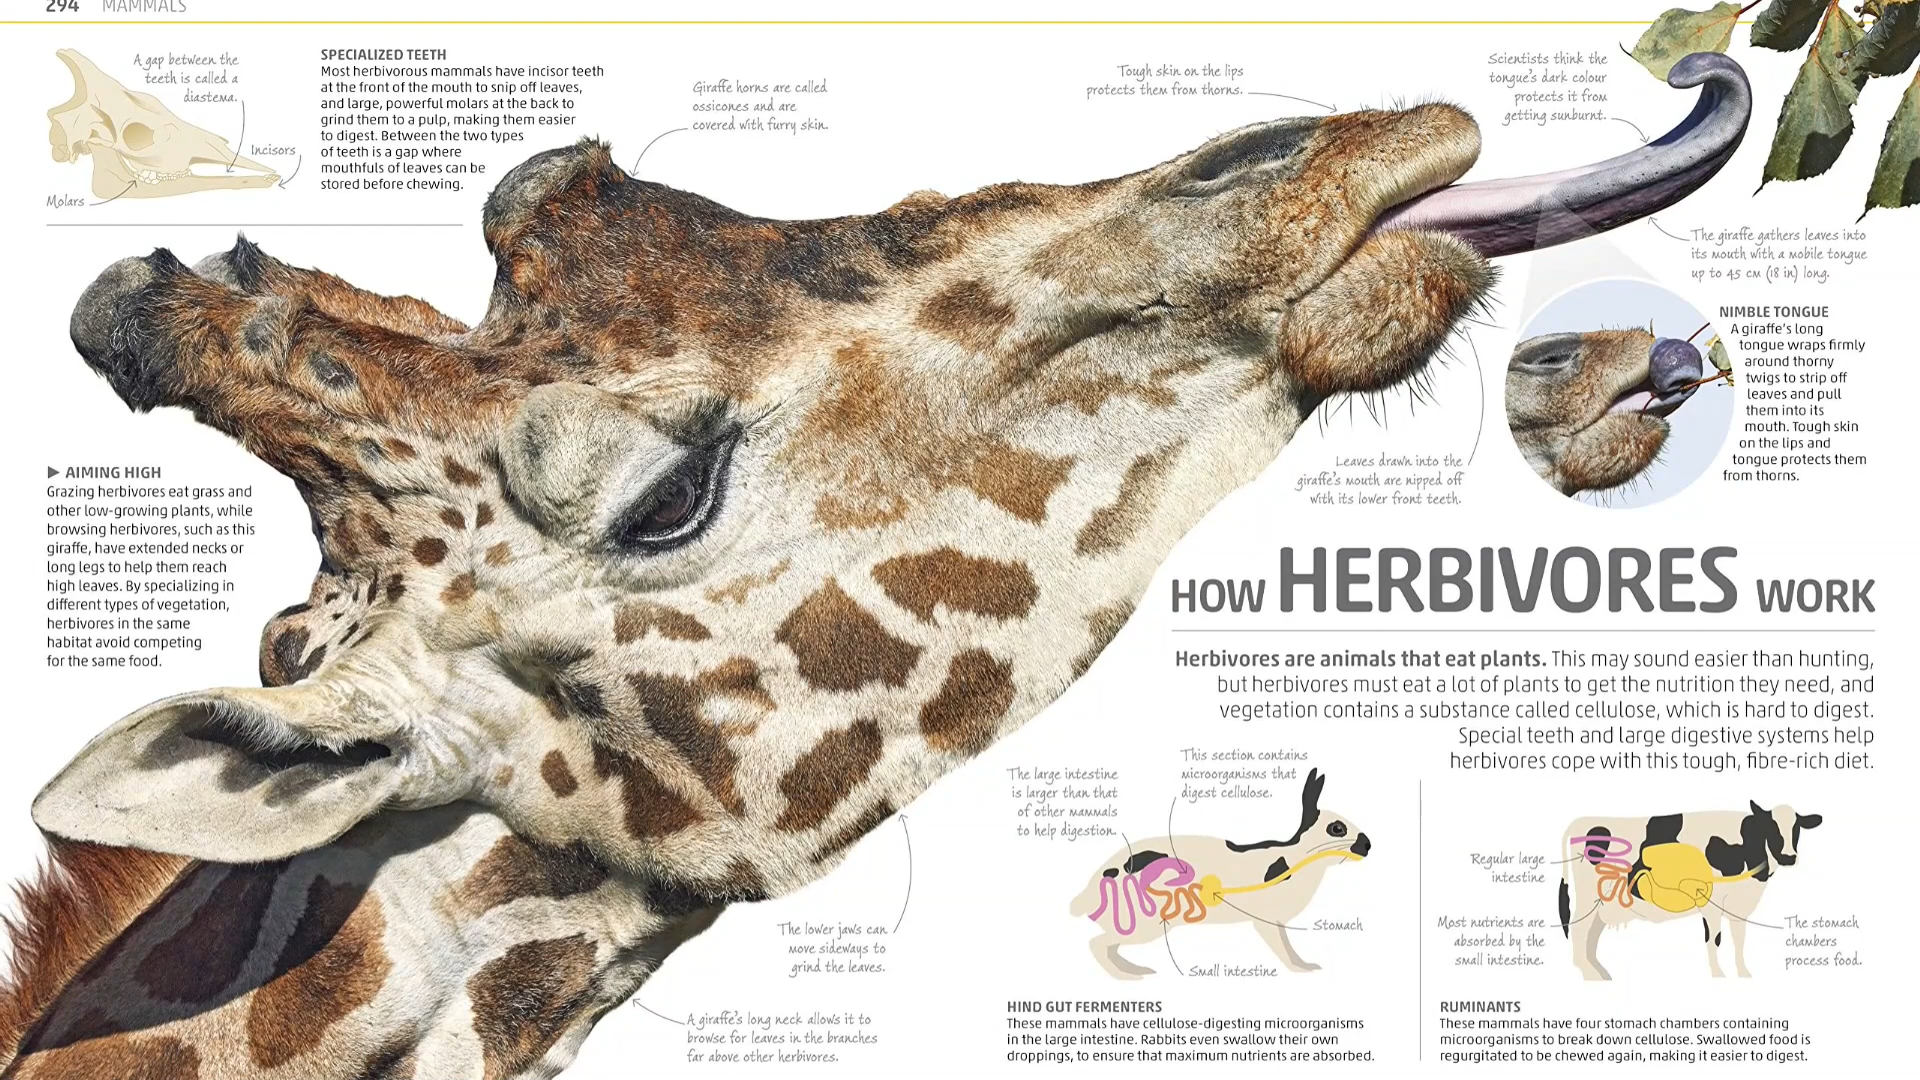 294 MAMMALS
A gap between the
teeth is called a
diastema.
Incisors
Molars
SPECIALIZED TEETH
Most herbivorous mammals have incisor teeth
at the front of the mouth to snip off leaves,
and large, powerful molars at the back to
grind them to a pulp, making them easier
to digest. Between the two types
of teeth is a gap where
mouthfuls of leaves can be
stored before chewing.
Giraffe horns are called
ossicones and are
covered with furry skin.
Tough skin on the lips
protects them from thorns.
Scientists think the
tongue's dark colour
protects it from
getting sunburnt.
The giraffe gathers leaves into
its mouth with a mobile tongue
up to 45 cm (18 in) long.
NIMBLE TONGUE
A giraffe's long
tongue wraps firmly
around thorny
twigs to strip off
leaves and pull
them into its
mouth. Tough skin
on the lips and
tongue protects them
from thorns.
Leaves drawn into the
giraffe's mouth are nipped off
with its lower front teeth.
▶ AIMING HIGH
Grazing herbivores eat grass and
other low-growing plants, while
browsing herbivores, such as this
giraffe, have extended necks or
long legs to help them reach
high leaves. By specializing in
different types of vegetation,
herbivores in the same
habitat avoid competing
for the same food.
HOW HERBIVORES WORK
Herbivores are animals that eat plants. This may sound easier than hunting,
but herbivores must eat a lot of plants to get the nutrition they need, and
vegetation contains a substance called cellulose, which is hard to digest.
Special teeth and large digestive systems help
herbivores cope with this tough, fibre-rich diet.
The lower jaws can
move sideways to
grind the leaves.
A giraffe's long neck allows it to
browse for leaves in the branches
far above other herbivores.
The large intestine
is larger than that
of other mammals
to help digestion.
This section contains
microorganisms that
digest cellulose.
Stomach
Small intestine
HIND GUT FERMENTERS
These mammals have cellulose-digesting microorganisms
in the large intestine. Rabbits even swallow their own
droppings, to ensure that maximum nutrients are absorbed.
Regular large
intestine
Most nutrients are
absorbed by the
small intestine.
The stomach
chambers
process food.
RUMINANTS
These mammals have four stomach chambers containing
microorganisms to break down cellulose. Swallowed food is
regurgitated to be chewed again, making it easier to digest.